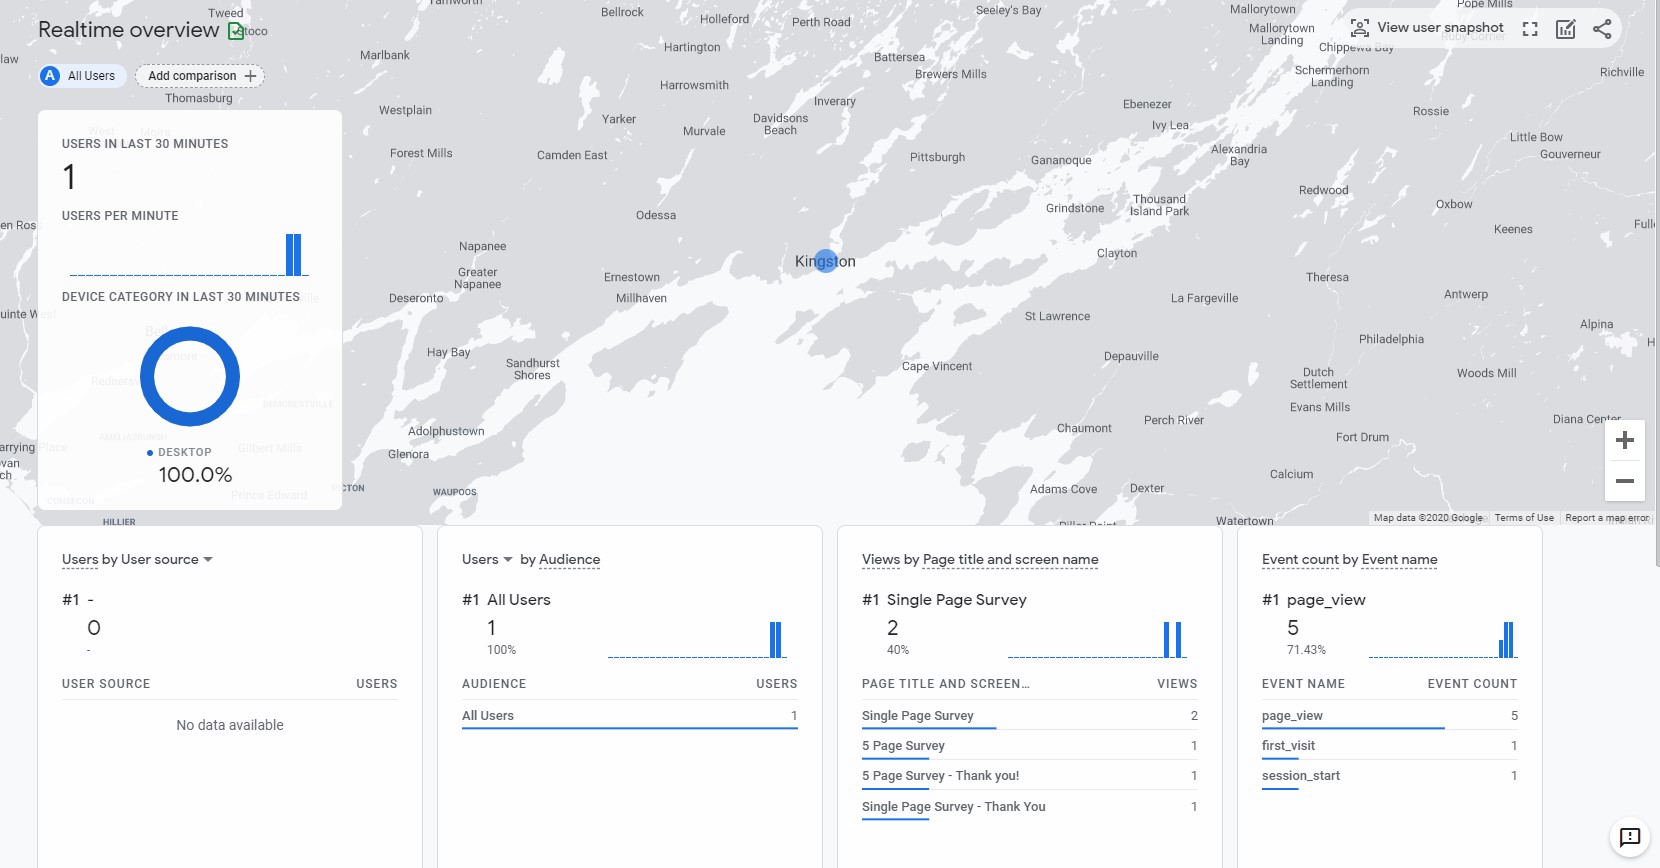 Realtime overview
View user snapshot
A All Users
Add comparison +
USERS IN LAST 30 MINUTES
1
USERS PER MINUTE
DEVICE CATEGORY IN LAST 30 MINUTES
DESKTOP
100.0%
Tweed
Stoco
Bellrock
Holleford
Perth Road
Seeley's Bay
Mallorytown
Mallorytown
Landing
Pope Mills
Chippewa Bay
Marlbank
Hartington
Battersea
Brewers Mills
Schermerhorn
Landing
Richville
Thomasburg
Westplain
Harrowsmith
Inverary
Ebenezer
Rossie
Yarker
Murvale
Davidsons
Beach
Ivy Lea
Little Bow
Gouverneur
Forest Mills
Camden East
Pittsburgh
Gananoque
Alexandria
Bay
Redwood
Oxbow
Odessa
Grindstone
Thousand
Island Park
Keenes
Napanee
Kingston
Clayton
Greater
Napanee
Ernestown
Theresa
Deseronto
Millhaven
La Fargeville
Antwerp
St Lawrence
Alpina
Philadelphia
Hay Bay
Sandhurst
Shores
Cape Vincent
Depauville
Dutch
Settlement
Woods Mill
Evans Mills
Perch River
Diana Center
Adolphustown
Chaumont
Fort Drum
Glenora
Calcium
WAUPOOS
Adams Cove
Dexter
Prince Edward
Gilbert Mills
DEMORESTVILLE
HILLIER
Watertown
Map data ©2020 Google
Terms of Use
Report a map error
Users by User source
#1 -
0
-
USER SOURCE USERS
No data available
Users by Audience
#1 All Users
1
100%
AUDIENCE USERS
All Users 1
Views by Page title and screen name
#1 Single Page Survey
2
40%
PAGE TITLE AND SCREEN… VIEWS
Single Page Survey 2
5 Page Survey 1
5 Page Survey - Thank you! 1
Single Page Survey - Thank You 1
Event count by Event name
#1 page_view
5
71.43%
EVENT NAME EVENT COUNT
page_view 5
first_visit 1
session_start 1